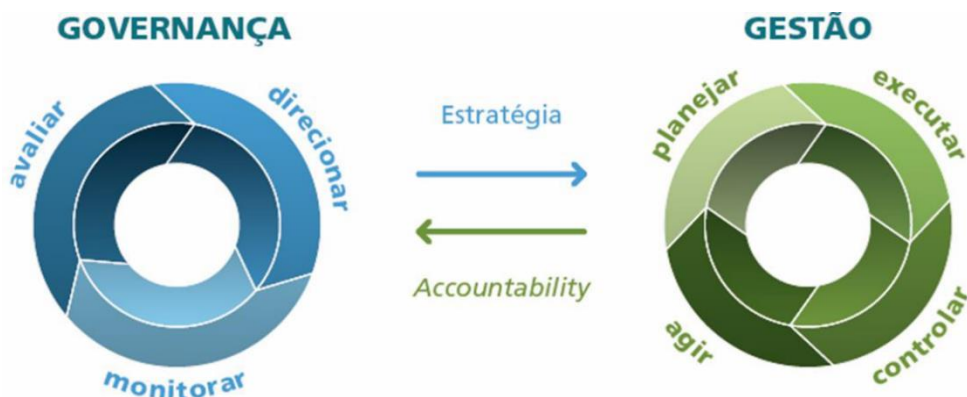 GOVERNANÇA
avaliar
direcionar
monitorar
Estratégia
Accountability
GESTÃO
planejar
executar
controlar
agir